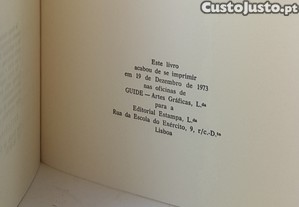 Custojusto.pt
Este livro
acabou de se imprimir
em 19 de Dezembro de 1973
nas oficinas de
GUIDE — Artes Gráficas, L.da
para a
Editorial Estampa, L.da
Rua da Escola do Exército, 9, r/c.-D.to
Lisboa